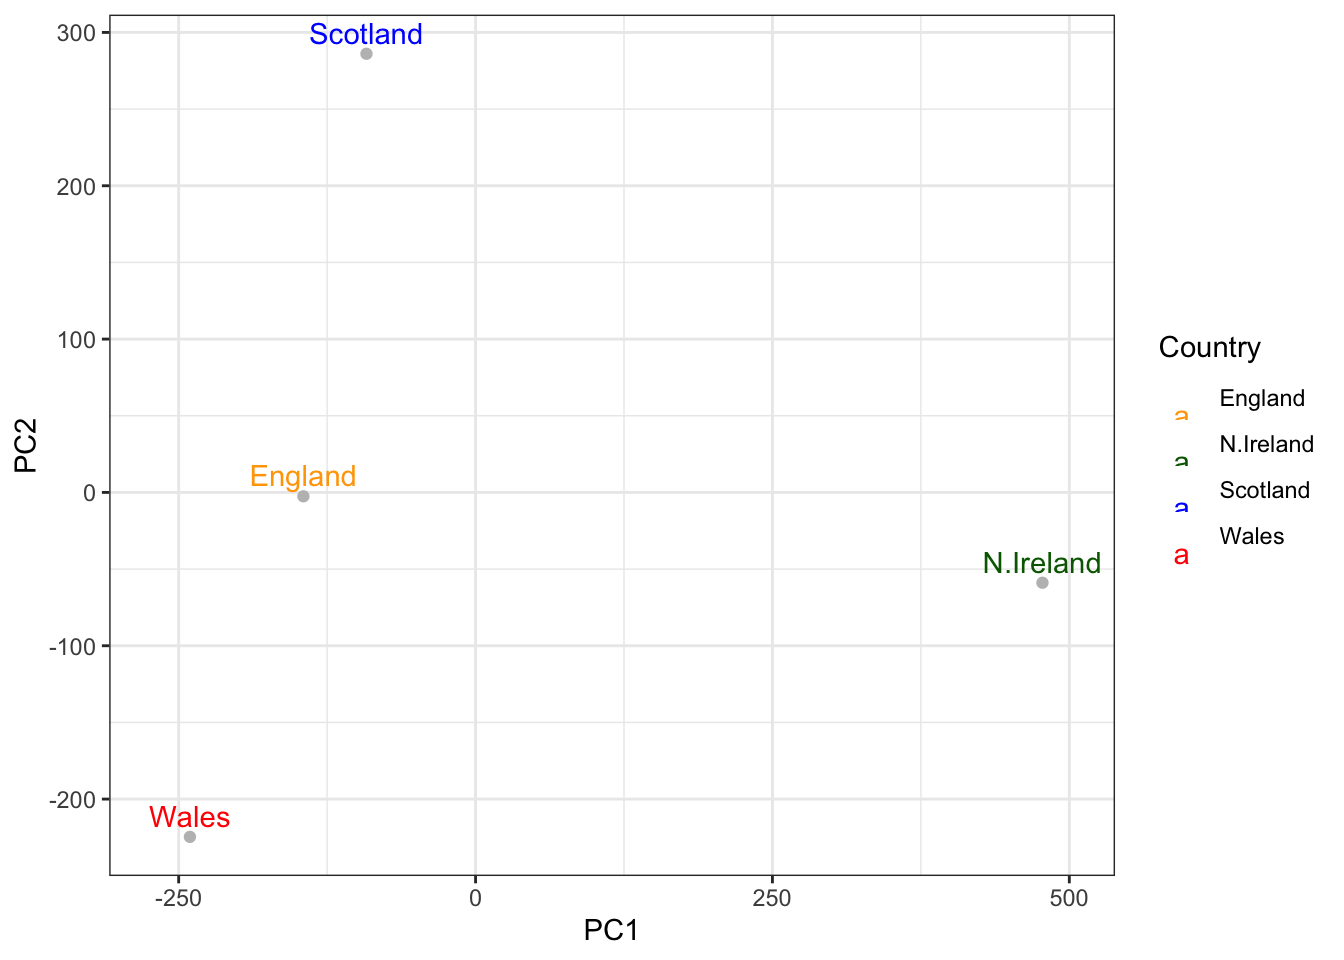 300
Scotland
200
100
PC2
England
0
N.Ireland
-100
-200
Wales
-250 0 250 500
PC1
Country
a England
a N.Ireland
a Scotland
a Wales